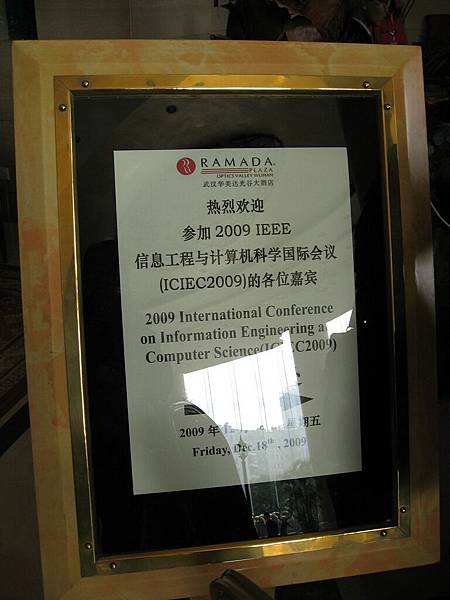 RAMADA
PLAZA
OPTICS VALLEY WUHAN
武汉华美达光谷大酒店
热烈欢迎
参加 2009 IEEE
信息工程与计算机科学国际会议
(ICIEC2009)的各位嘉宾
2009 International Conference
on Information Engineering
Computer Science(ICIEC2009)
2009 年 星期五
Friday, Dec.18th , 2009